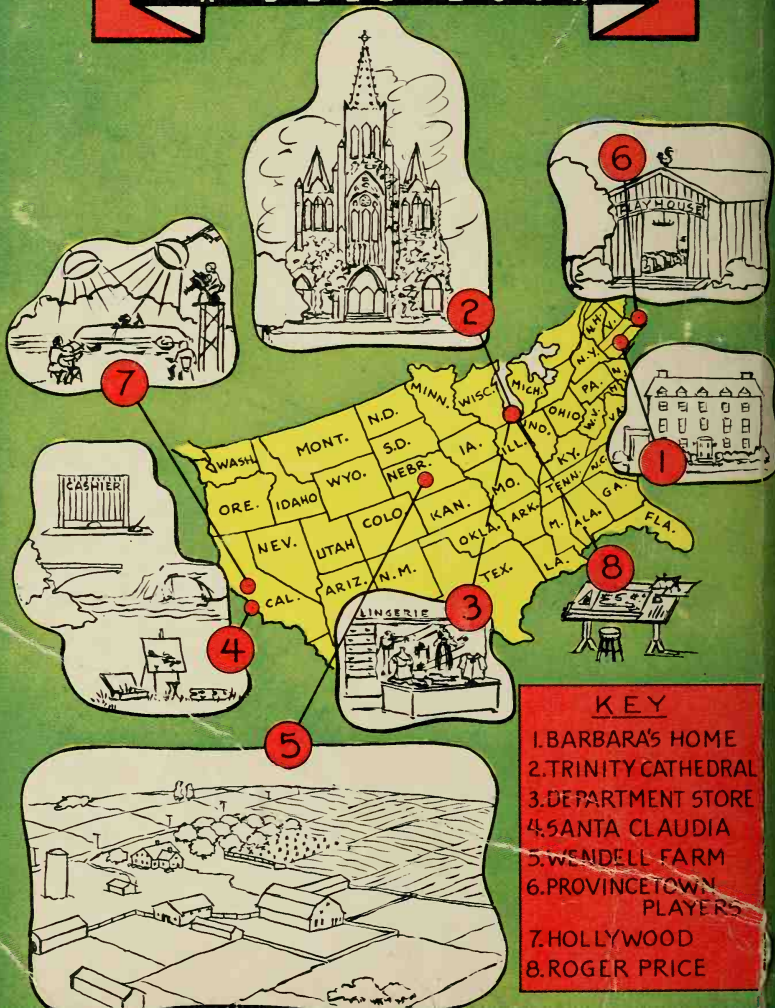 6
PLAYHOUSE
2
7
N.H.
V.
N.Y.
MINN.
WISC.
MICH.
PA.
N.D.
OHIO
WASH.
MONT.
S.D.
IND.
W.V.
VA
IA.
ILL.
1
WYO.
NEBR.
KY.
CASHIER
ORE.
IDAHO
MO.
TENN.
N.C.
COLO.
KAN.
GA.
NEV.
UTAH
ARK.
M.
ALA.
FLA.
OKLA.
CAL.
ARIZ.
N.M.
TEX.
LA.
8
LINGERIE
3
4
5
KEY
1. BARBARA'S HOME
2. TRINITY CATHEDRAL
3. DEPARTMENT STORE
4. SANTA CLAUDIA
5. WENDELL FARM
6. PROVINCETOWN
PLAYERS
7. HOLLYWOOD
8. ROGER PRICE